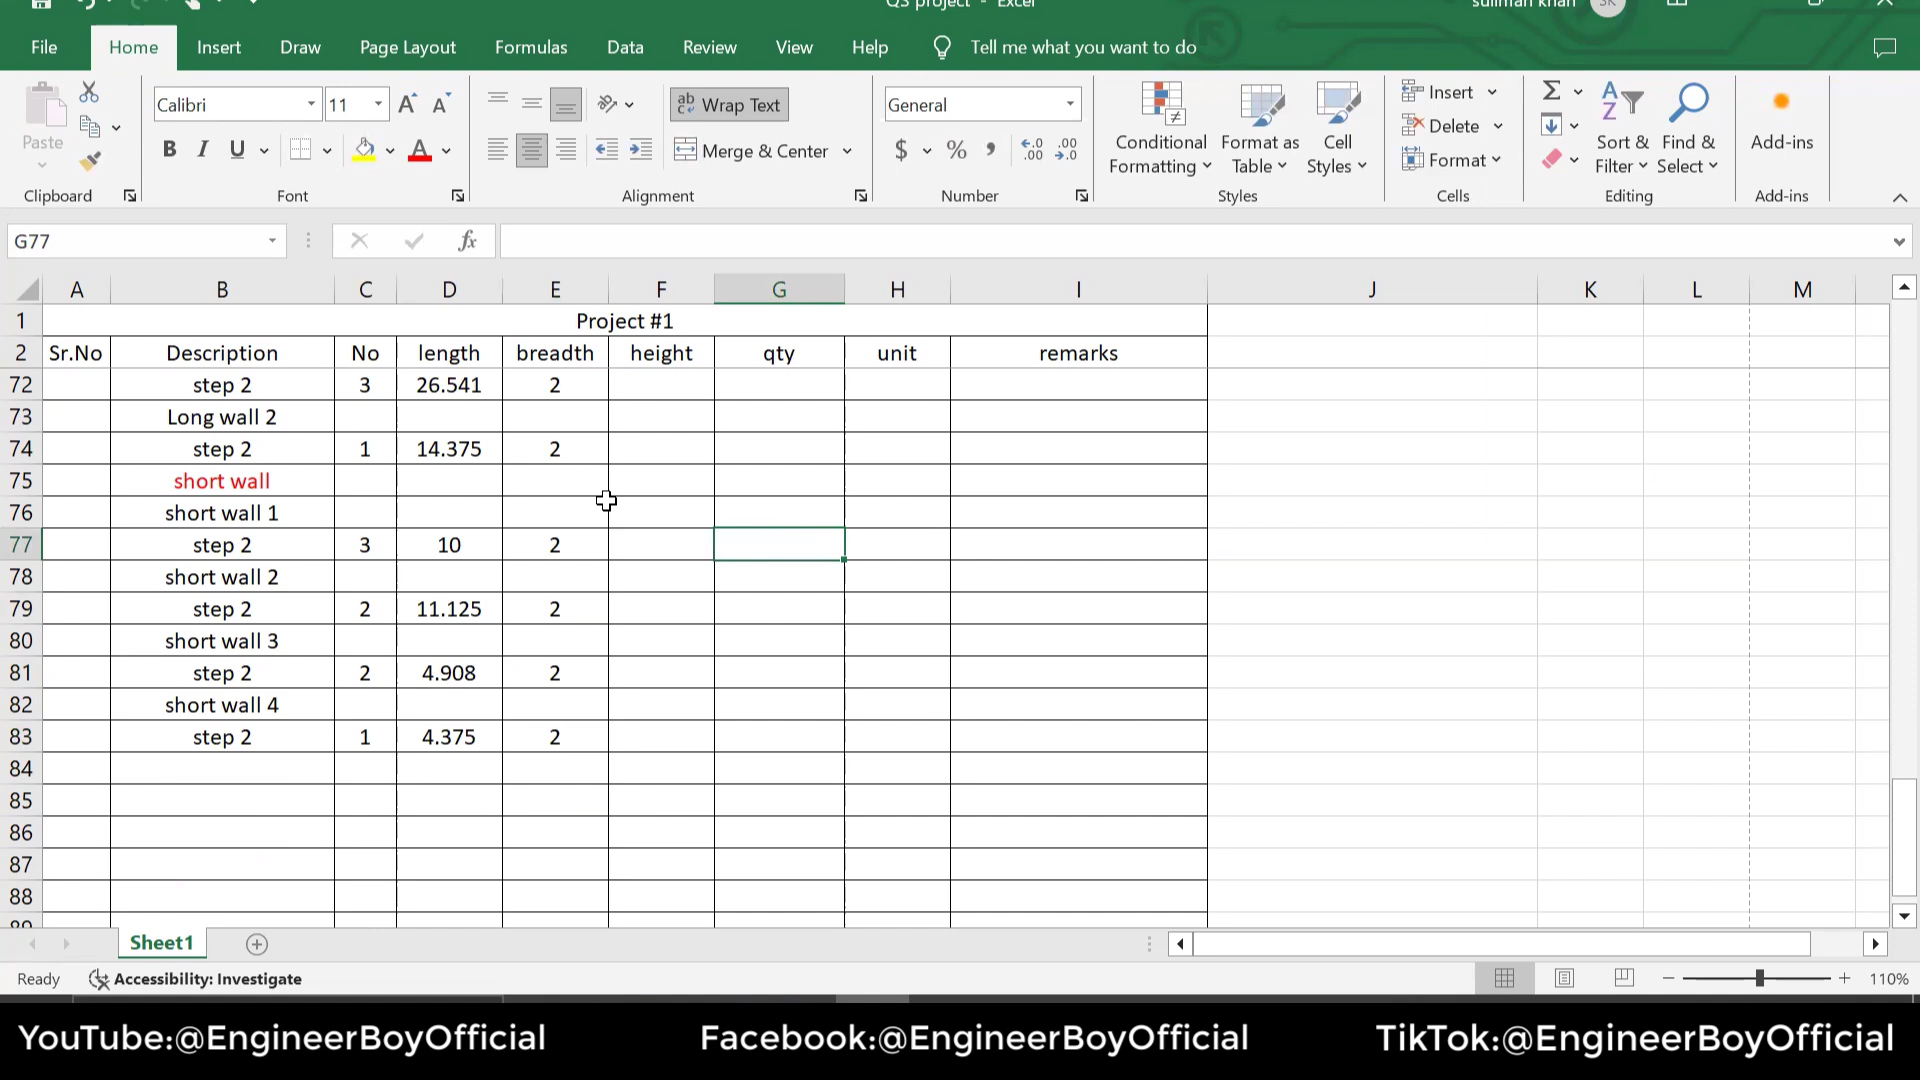 QS project - Excel
suliman khan
SK
File Home Insert Draw Page Layout Formulas Data Review View Help Tell me what you want to do
Paste
Clipboard
Calibri 11
B I U
Font
Wrap Text
Merge & Center
Alignment
General
$ % ,
Number
Conditional Formatting
Format as Table
Cell Styles
Styles
Insert
Delete
Format
Cells
Sort & Filter
Find & Select
Editing
Add-ins
Add-ins
G77 fx
A B C D E F G H I J K L M
1 Project #1
2 Sr.No Description No length breadth height qty unit remarks
72 step 2 3 26.541 2
73 Long wall 2
74 step 2 1 14.375 2
75 short wall
76 short wall 1
77 step 2 3 10 2
78 short wall 2
79 step 2 2 11.125 2
80 short wall 3
81 step 2 2 4.908 2
82 short wall 4
83 step 2 1 4.375 2
84
85
86
87
88
89
Sheet1
Ready Accessibility: Investigate 110%
YouTube:@EngineerBoyOfficial Facebook:@EngineerBoyOfficial TikTok:@EngineerBoyOfficial